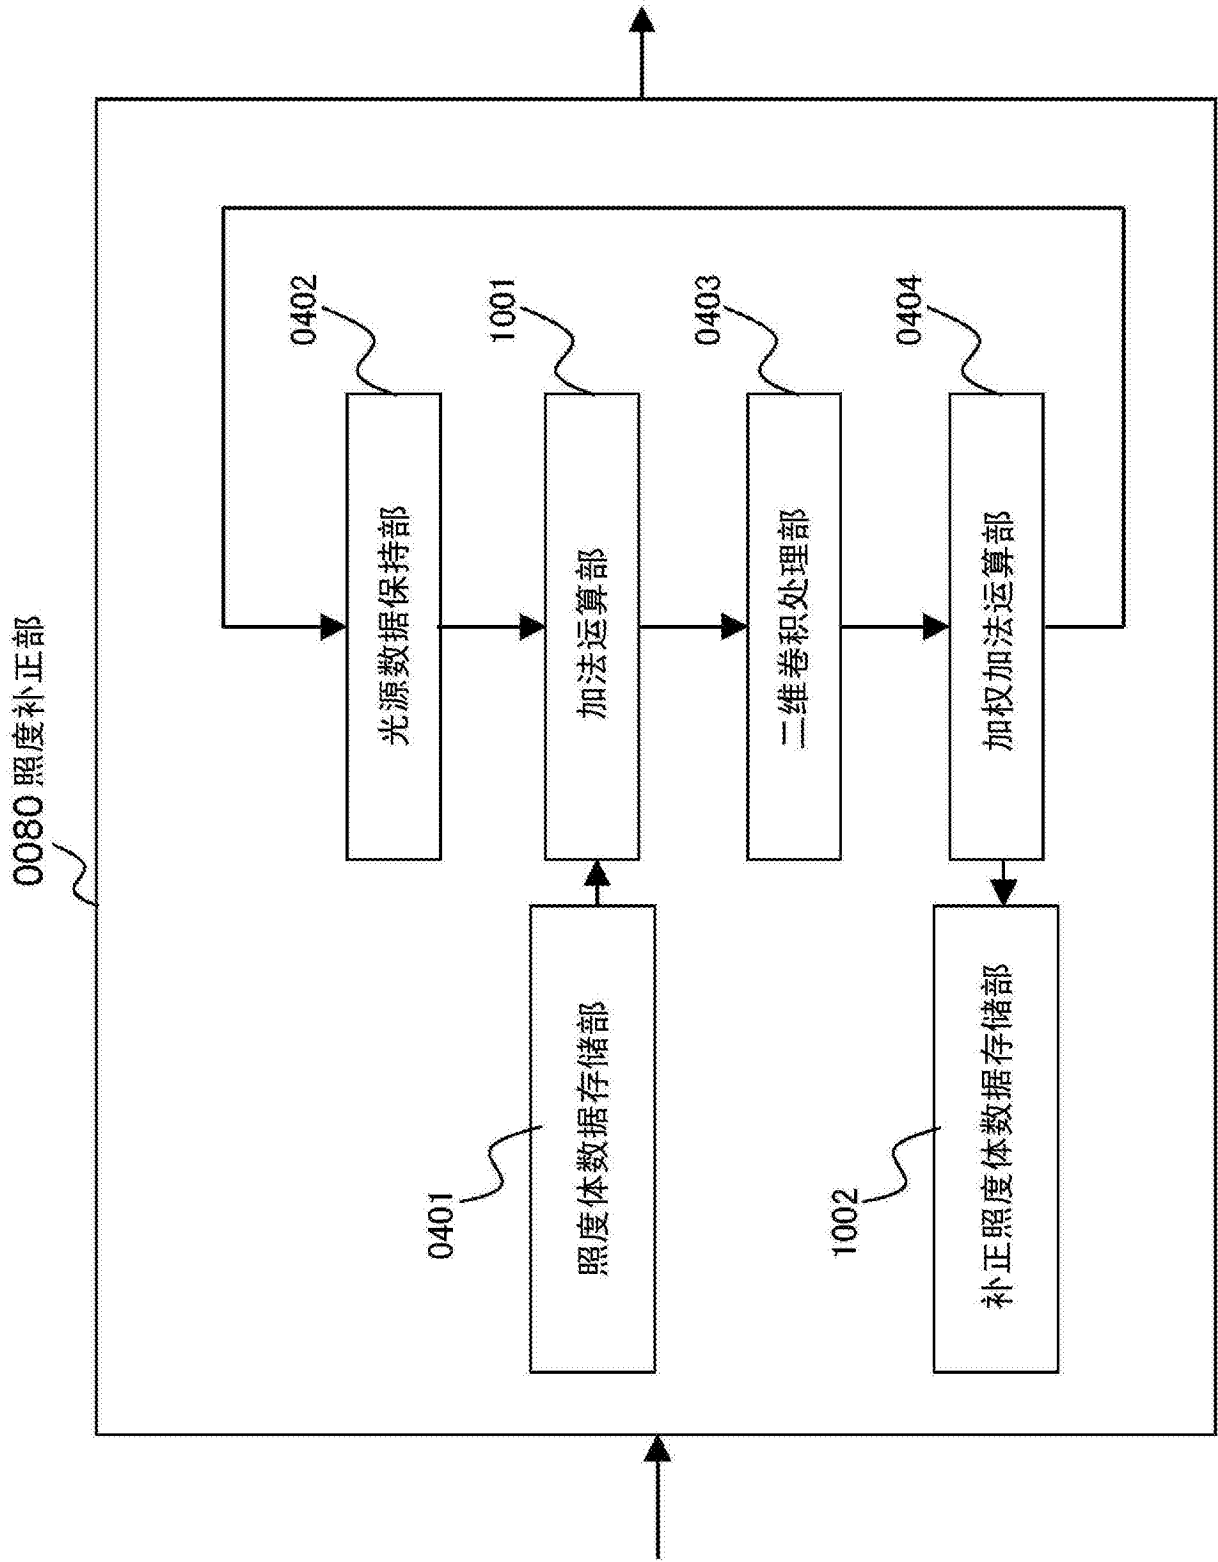 0080 照度补正部
0402
光源数据保持部
1001
加法运算部
0401
照度体数据存储部
0403
二维卷积处理部
0404
加权加法运算部
1002
补正照度体数据存储部